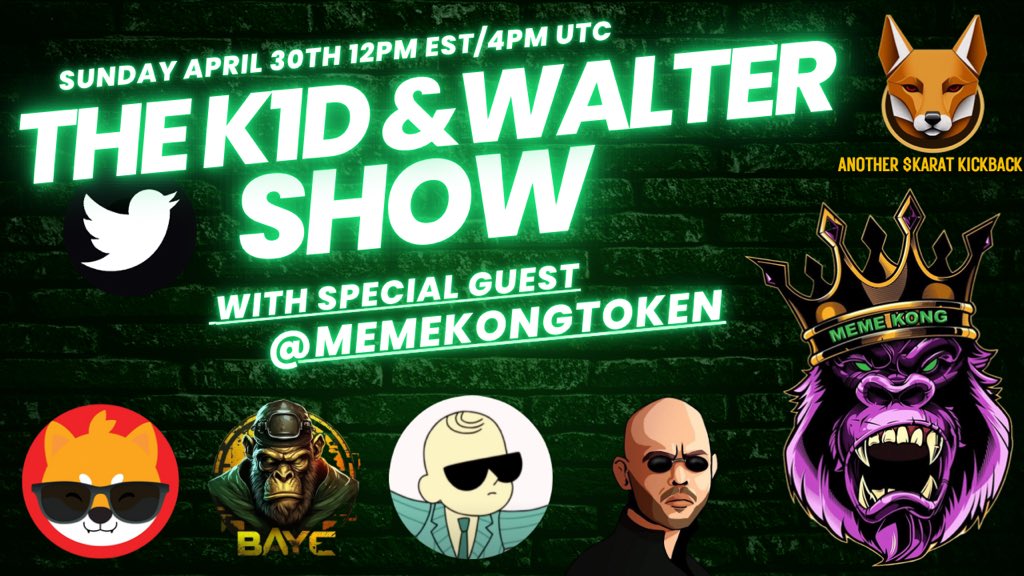 SUNDAY APRIL 30TH 12PM EST/4PM UTC
THE K1D & WALTER
SHOW
WITH SPECIAL GUEST
@MEMEKONGTOKEN
ANOTHER $KARAT KICKBACK
MEME KONG
BAYC